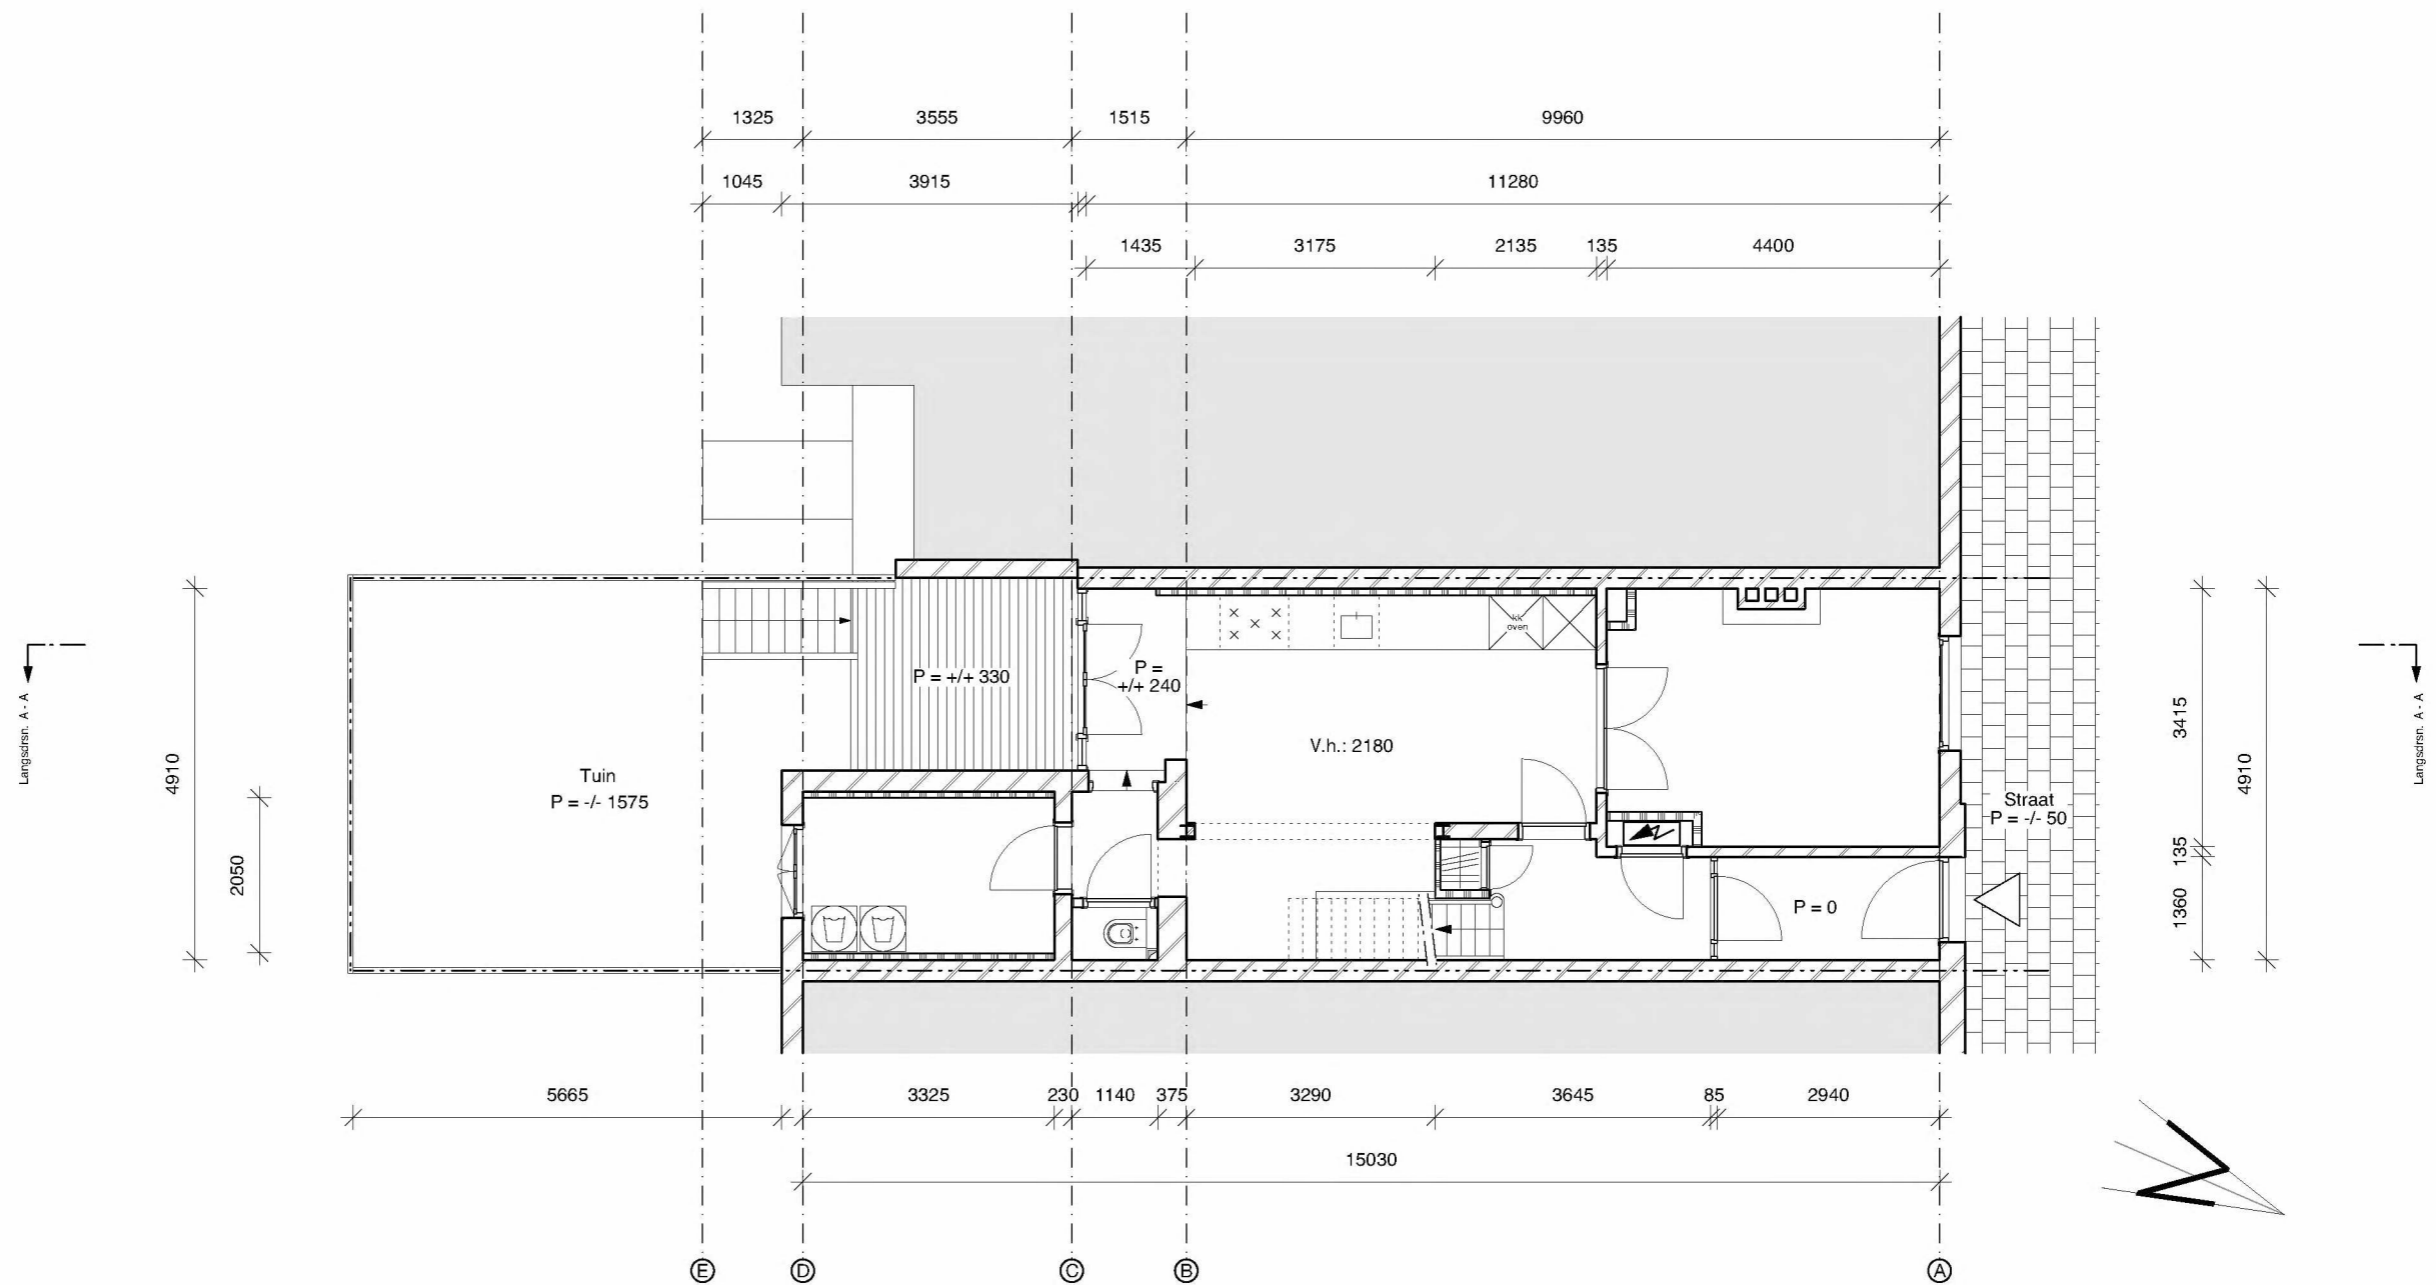 1325 3555 1515 9960
1045 3915 11280
1435 3175 2135 135 4400
kk
oven
P = +/+ 330
P =
+/+ 240
V.h.: 2180
Tuin
P = -/- 1575
Straat
P = -/- 50
P = 0
Langsdrsn. A - A
4910
2050
3415
135
1360
4910
Langsdrsn. A - A
5665 3325 230 1140 375 3290 3645 85 2940
15030
E D C B A